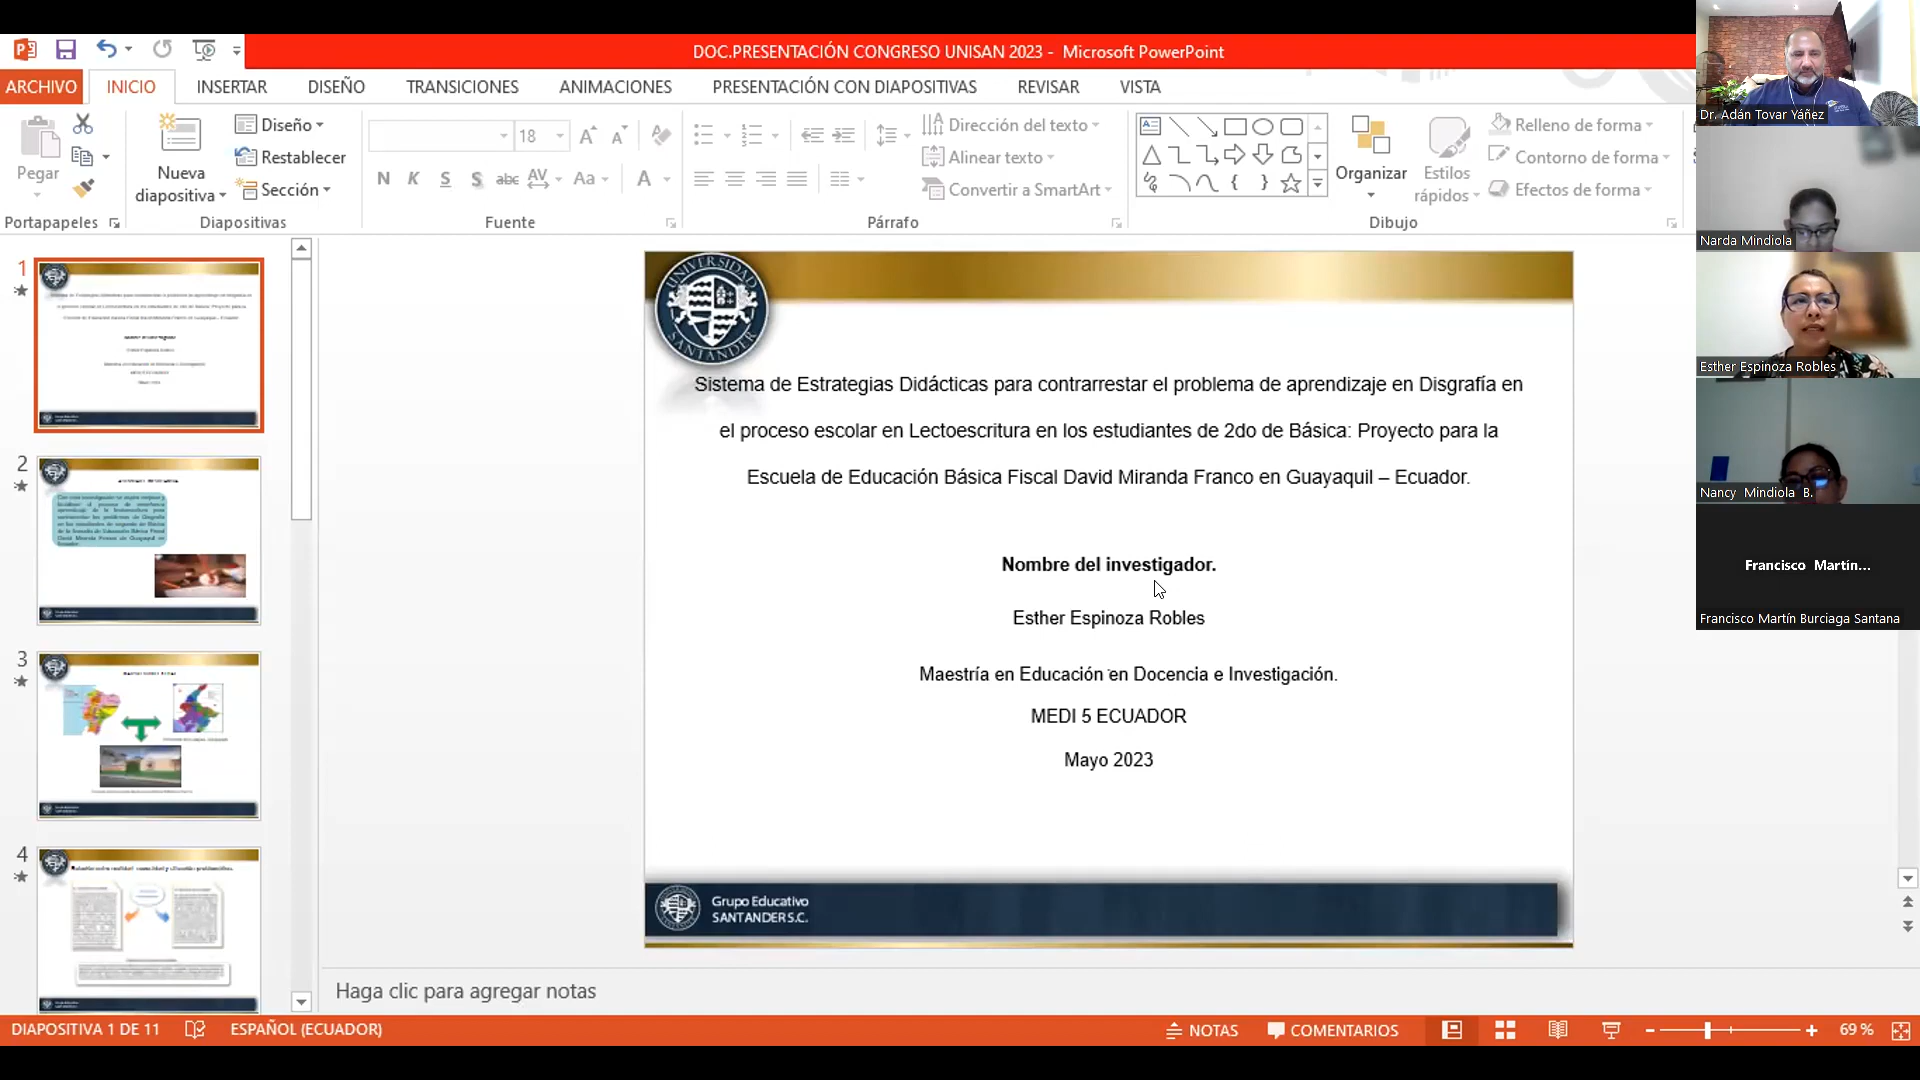 DOC.PRESENTACIÓN CONGRESO UNISAN 2023 - Microsoft PowerPoint
ARCHIVO INICIO INSERTAR DISEÑO TRANSICIONES ANIMACIONES PRESENTACIÓN CON DIAPOSITIVAS REVISAR VISTA
Pegar
Portapapeles
Nueva
diapositiva
Diseño
Restablecer
Sección
Diapositivas
18
N K S S abc AV Aa A
Fuente
Dirección del texto
Alinear texto
Convertir a SmartArt
Párrafo
Organizar
Estilos
rápidos
Relleno de forma
Contorno de forma
Efectos de forma
Dibujo
Dr. Adán Tovar Yáñez
Narda Mindiola
Esther Espinoza Robles
Nancy Mindiola B.
Francisco Martín...
Francisco Martín Burciaga Santana
1
2
3
4
UNIVERSIDAD
SANTANDER
Sistema de Estrategias Didácticas para contrarrestar el problema de aprendizaje en Disgrafía en
el proceso escolar en Lectoescritura en los estudiantes de 2do de Básica: Proyecto para la
Escuela de Educación Básica Fiscal David Miranda Franco en Guayaquil – Ecuador.
Nombre del investigador.
Esther Espinoza Robles
Maestría en Educación en Docencia e Investigación.
MEDI 5 ECUADOR
Mayo 2023
Grupo Educativo
SANTANDER S.C.
Haga clic para agregar notas
DIAPOSITIVA 1 DE 11 ESPAÑOL (ECUADOR) NOTAS COMENTARIOS 69 %